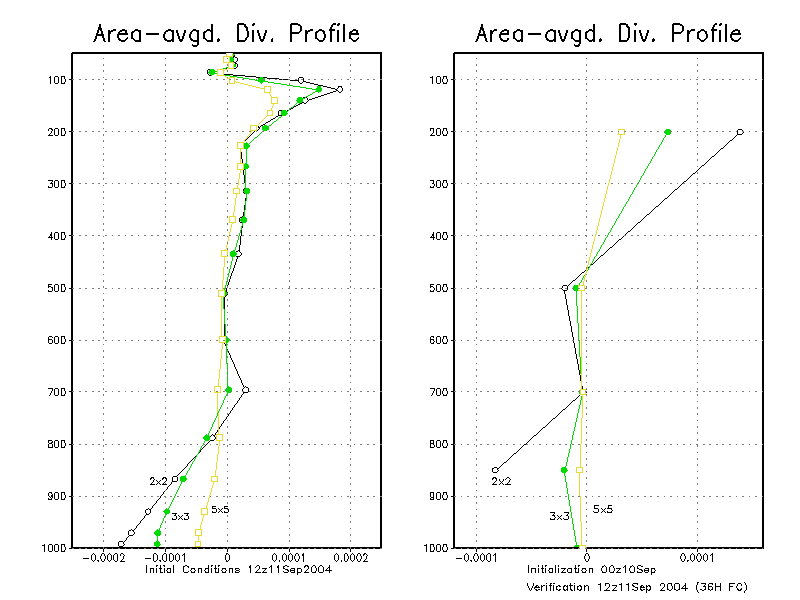 Area-avgd. Div. Profile
100
200
300
400
500
600
700
800
900
1000
2x2
3x3
5x5
-0.0002
-0.0001
0
0.0001
0.0002
Initial Conditions 12z11Sep2004
Area-avgd. Div. Profile
100
200
300
400
500
600
700
800
900
1000
2x2
3x3
5x5
-0.0001
0
0.0001
Initialization 00z10Sep
Verification 12z11Sep 2004 (36H FC)